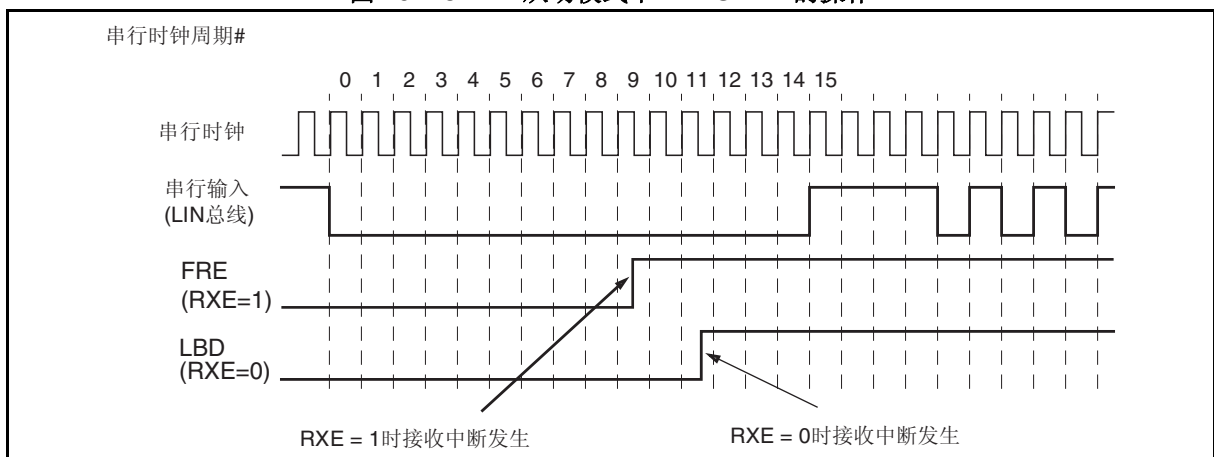 串行时钟周期#
0 1 2 3 4 5 6 7 8 9 10 11 12 13 14 15
串行时钟
串行输入
(LIN总线)
FRE
(RXE=1)
LBD
(RXE=0)
RXE = 1时接收中断发生
RXE = 0时接收中断发生